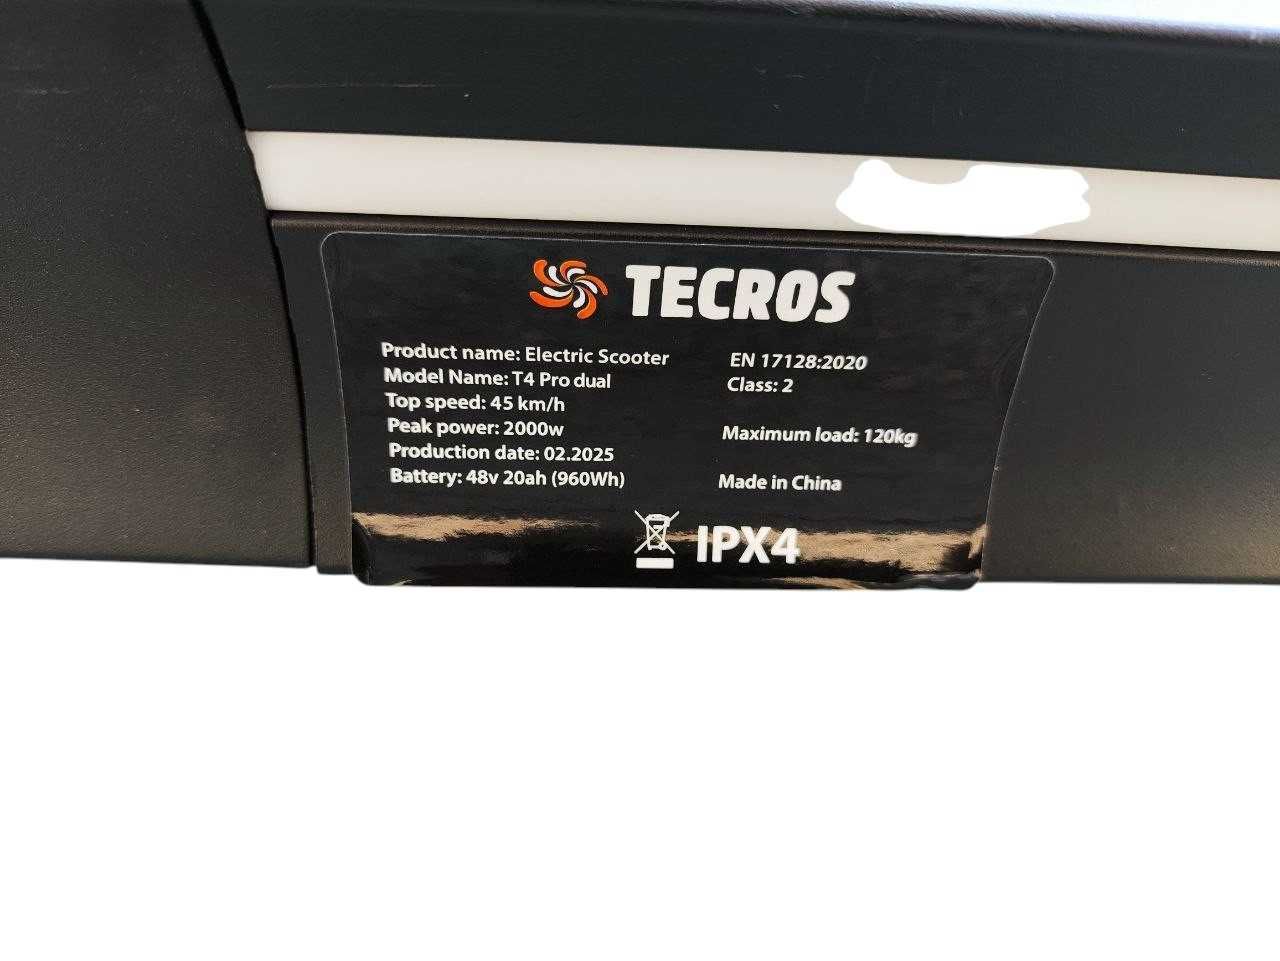 TECROS
Product name: Electric Scooter
Model Name: T4 Pro dual
Top speed: 45 km/h
Peak power: 2000w
Production date: 02.2025
Battery: 48v 20ah (960Wh)
EN 17128:2020
Class: 2
Maximum load: 120kg
Made in China
IPX4